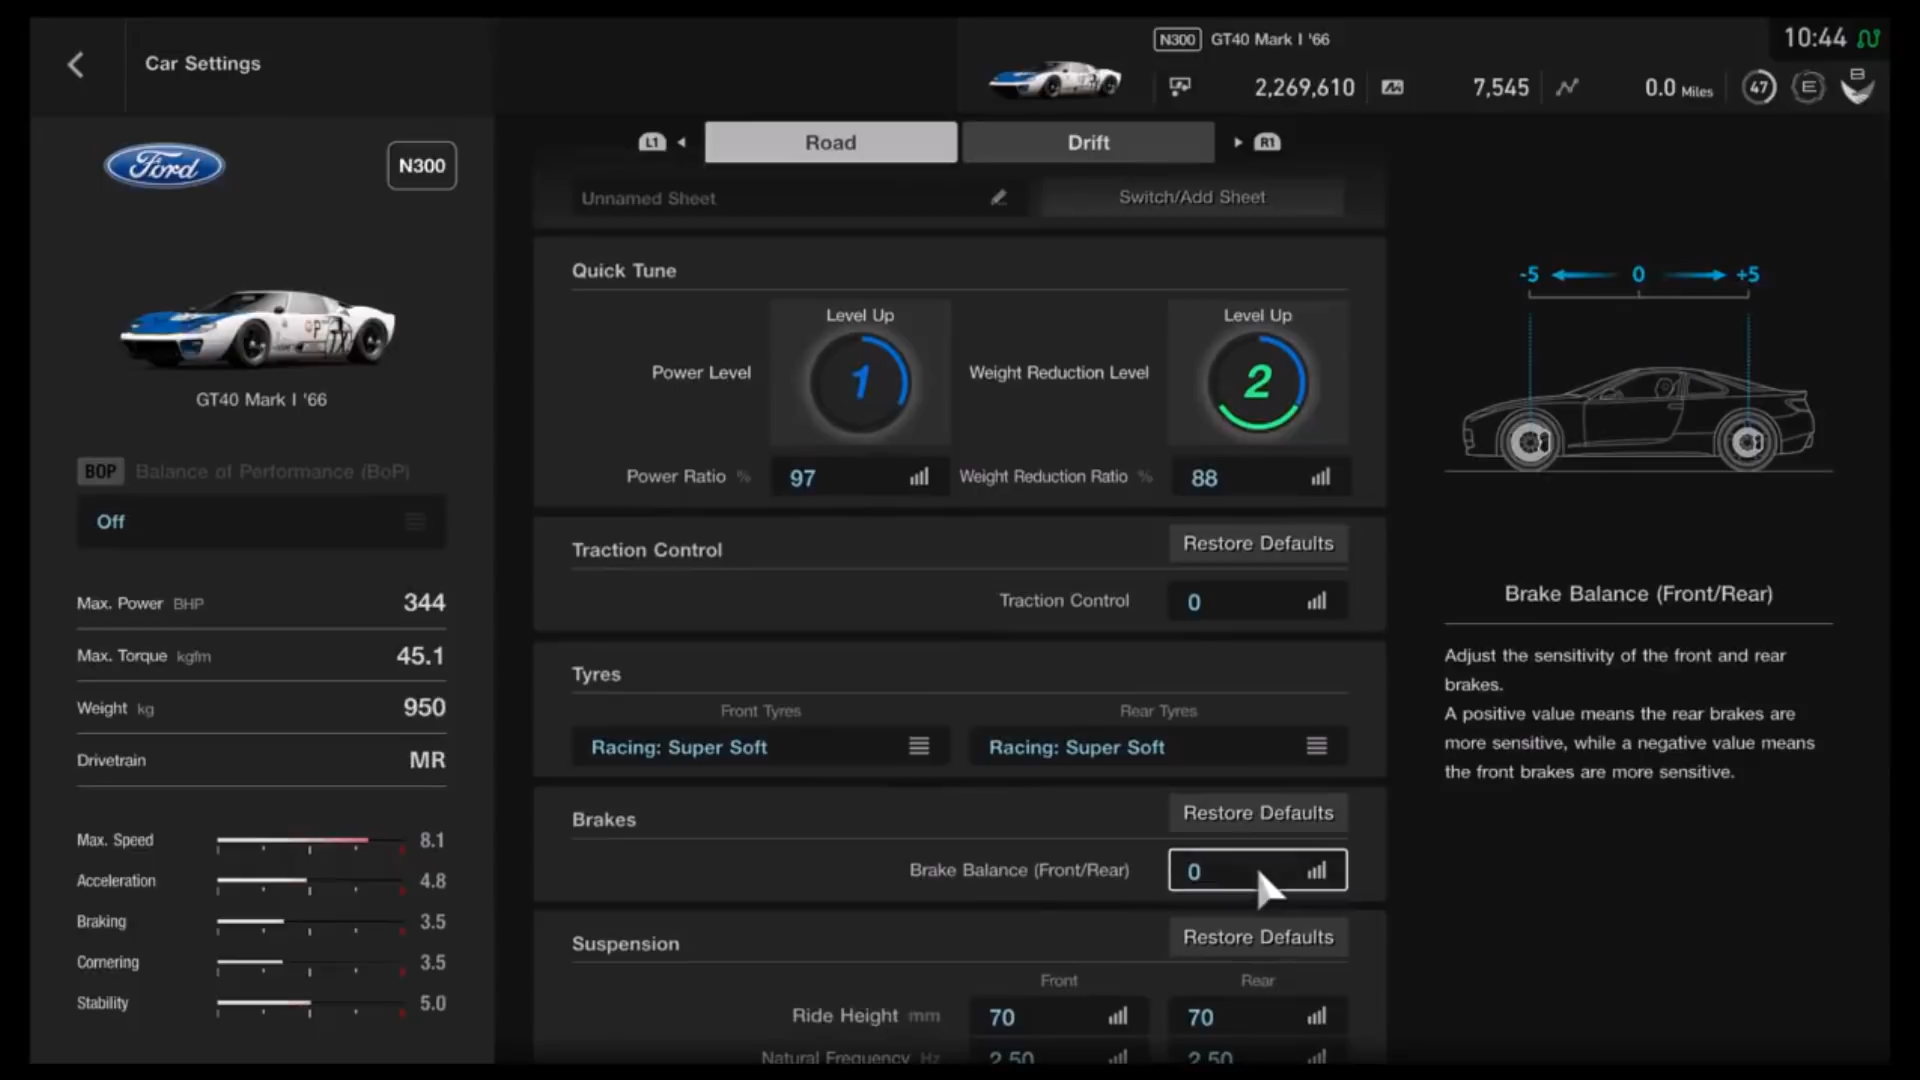 Car Settings
N300 GT40 Mark I '66
10:44
2,269,610
7,545
0.0 Miles
47
E
B
Ford
N300
GT40 Mark I '66
BOP Balance of Performance (BoP)
Off
Max. Power BHP 344
Max. Torque kgfm 45.1
Weight kg 950
Drivetrain MR
Max. Speed 8.1
Acceleration 4.8
Braking 3.5
Cornering 3.5
Stability 5.0
L1 Road Drift R1
Unnamed Sheet Switch/Add Sheet
Quick Tune
Level Up Level Up
Power Level 1 Weight Reduction Level 2
Power Ratio % 97 Weight Reduction Ratio % 88
Traction Control Restore Defaults
Traction Control 0
Tyres
Front Tyres Rear Tyres
Racing: Super Soft Racing: Super Soft
Brakes Restore Defaults
Brake Balance (Front/Rear) 0
Suspension Restore Defaults
Front Rear
Ride Height mm 70 70
Natural Frequency Hz 2.50 2.50
-5 0 +5
Brake Balance (Front/Rear)
Adjust the sensitivity of the front and rear
brakes.
A positive value means the rear brakes are
more sensitive, while a negative value means
the front brakes are more sensitive.